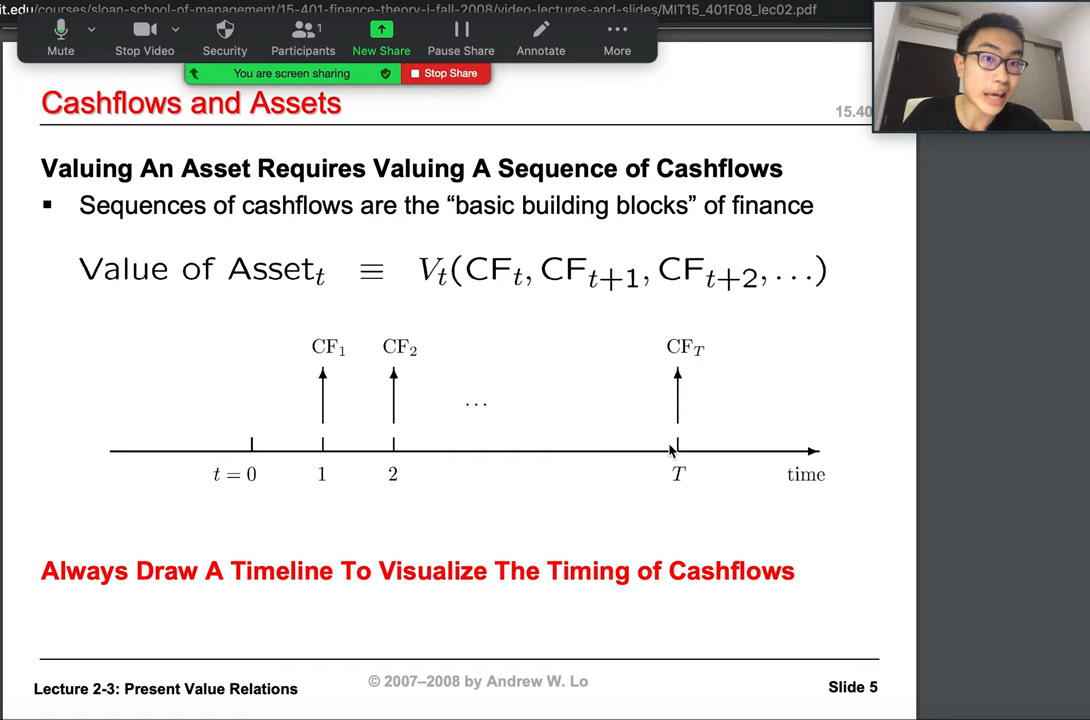 it.edu/courses/sloan-school-of-management/15-401-finance-theory-i-fall-2008/video-lectures-and-slides/MIT15_401F08_lec02.pdf
Mute Stop Video Security Participants 1 New Share Pause Share Annotate More
You are screen sharing Stop Share
Cashflows and Assets
15.40
Valuing An Asset Requires Valuing A Sequence of Cashflows
▪ Sequences of cashflows are the “basic building blocks” of finance
Value of Asset_t ≡ V_t(CF_t, CF_{t+1}, CF_{t+2}, ...)
CF_1 CF_2 CF_T
...
t = 0 1 2 T time
Always Draw A Timeline To Visualize The Timing of Cashflows
Lecture 2-3: Present Value Relations
© 2007–2008 by Andrew W. Lo
Slide 5